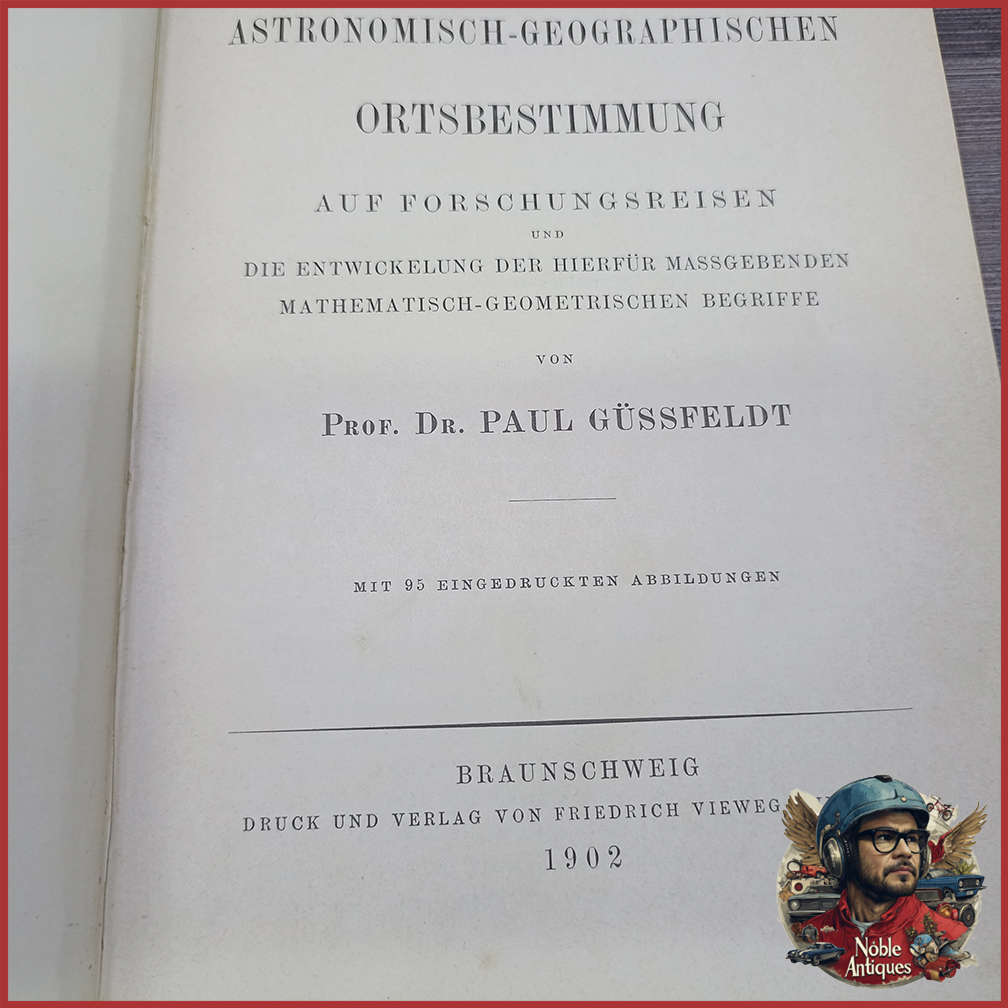 ASTRONOMISCH-GEOGRAPHISCHEN
ORTSBESTIMMUNG
AUF FORSCHUNGSREISEN
UND
DIE ENTWICKELUNG DER HIERFÜR MASSGEBENDEN
MATHEMATISCH-GEOMETRISCHEN BEGRIFFE
VON
PROF. DR. PAUL GÜSSFELDT
MIT 95 EINGEDRUCKTEN ABBILDUNGEN
BRAUNSCHWEIG
DRUCK UND VERLAG VON FRIEDRICH VIEWEG
1902
Noble
Antiques